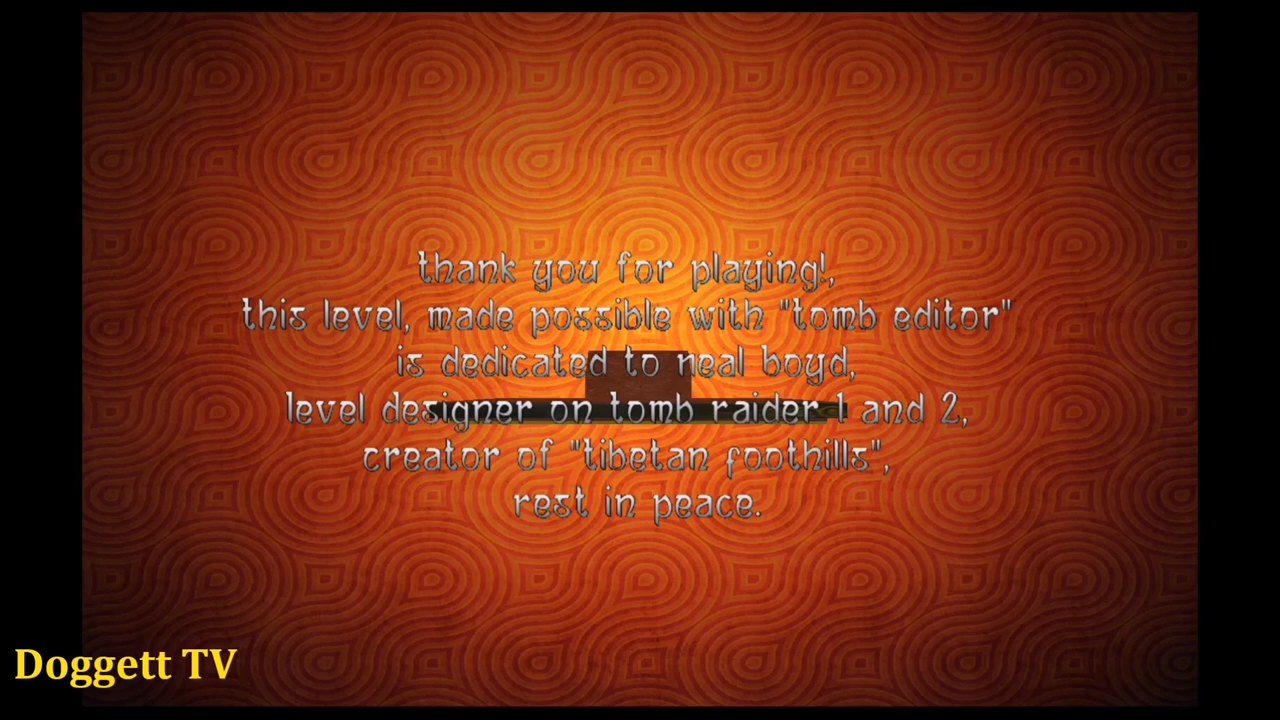 thank you for playing!,
this level, made possible with "tomb editor"
is dedicated to neal boyd,
level designer on tomb raider 1 and 2,
creator of "tibetan foothills",
rest in peace.
Doggett TV